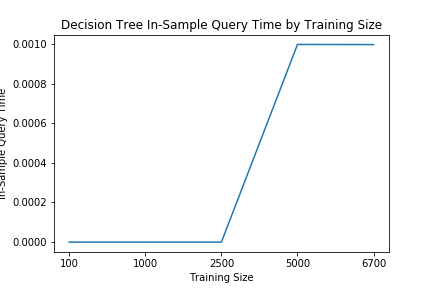 Decision Tree In-Sample Query Time by Training Size
0.0010
0.0008
0.0006
0.0004
0.0002
0.0000
In-Sample Query Time
100 1000 2500 5000 6700
Training Size